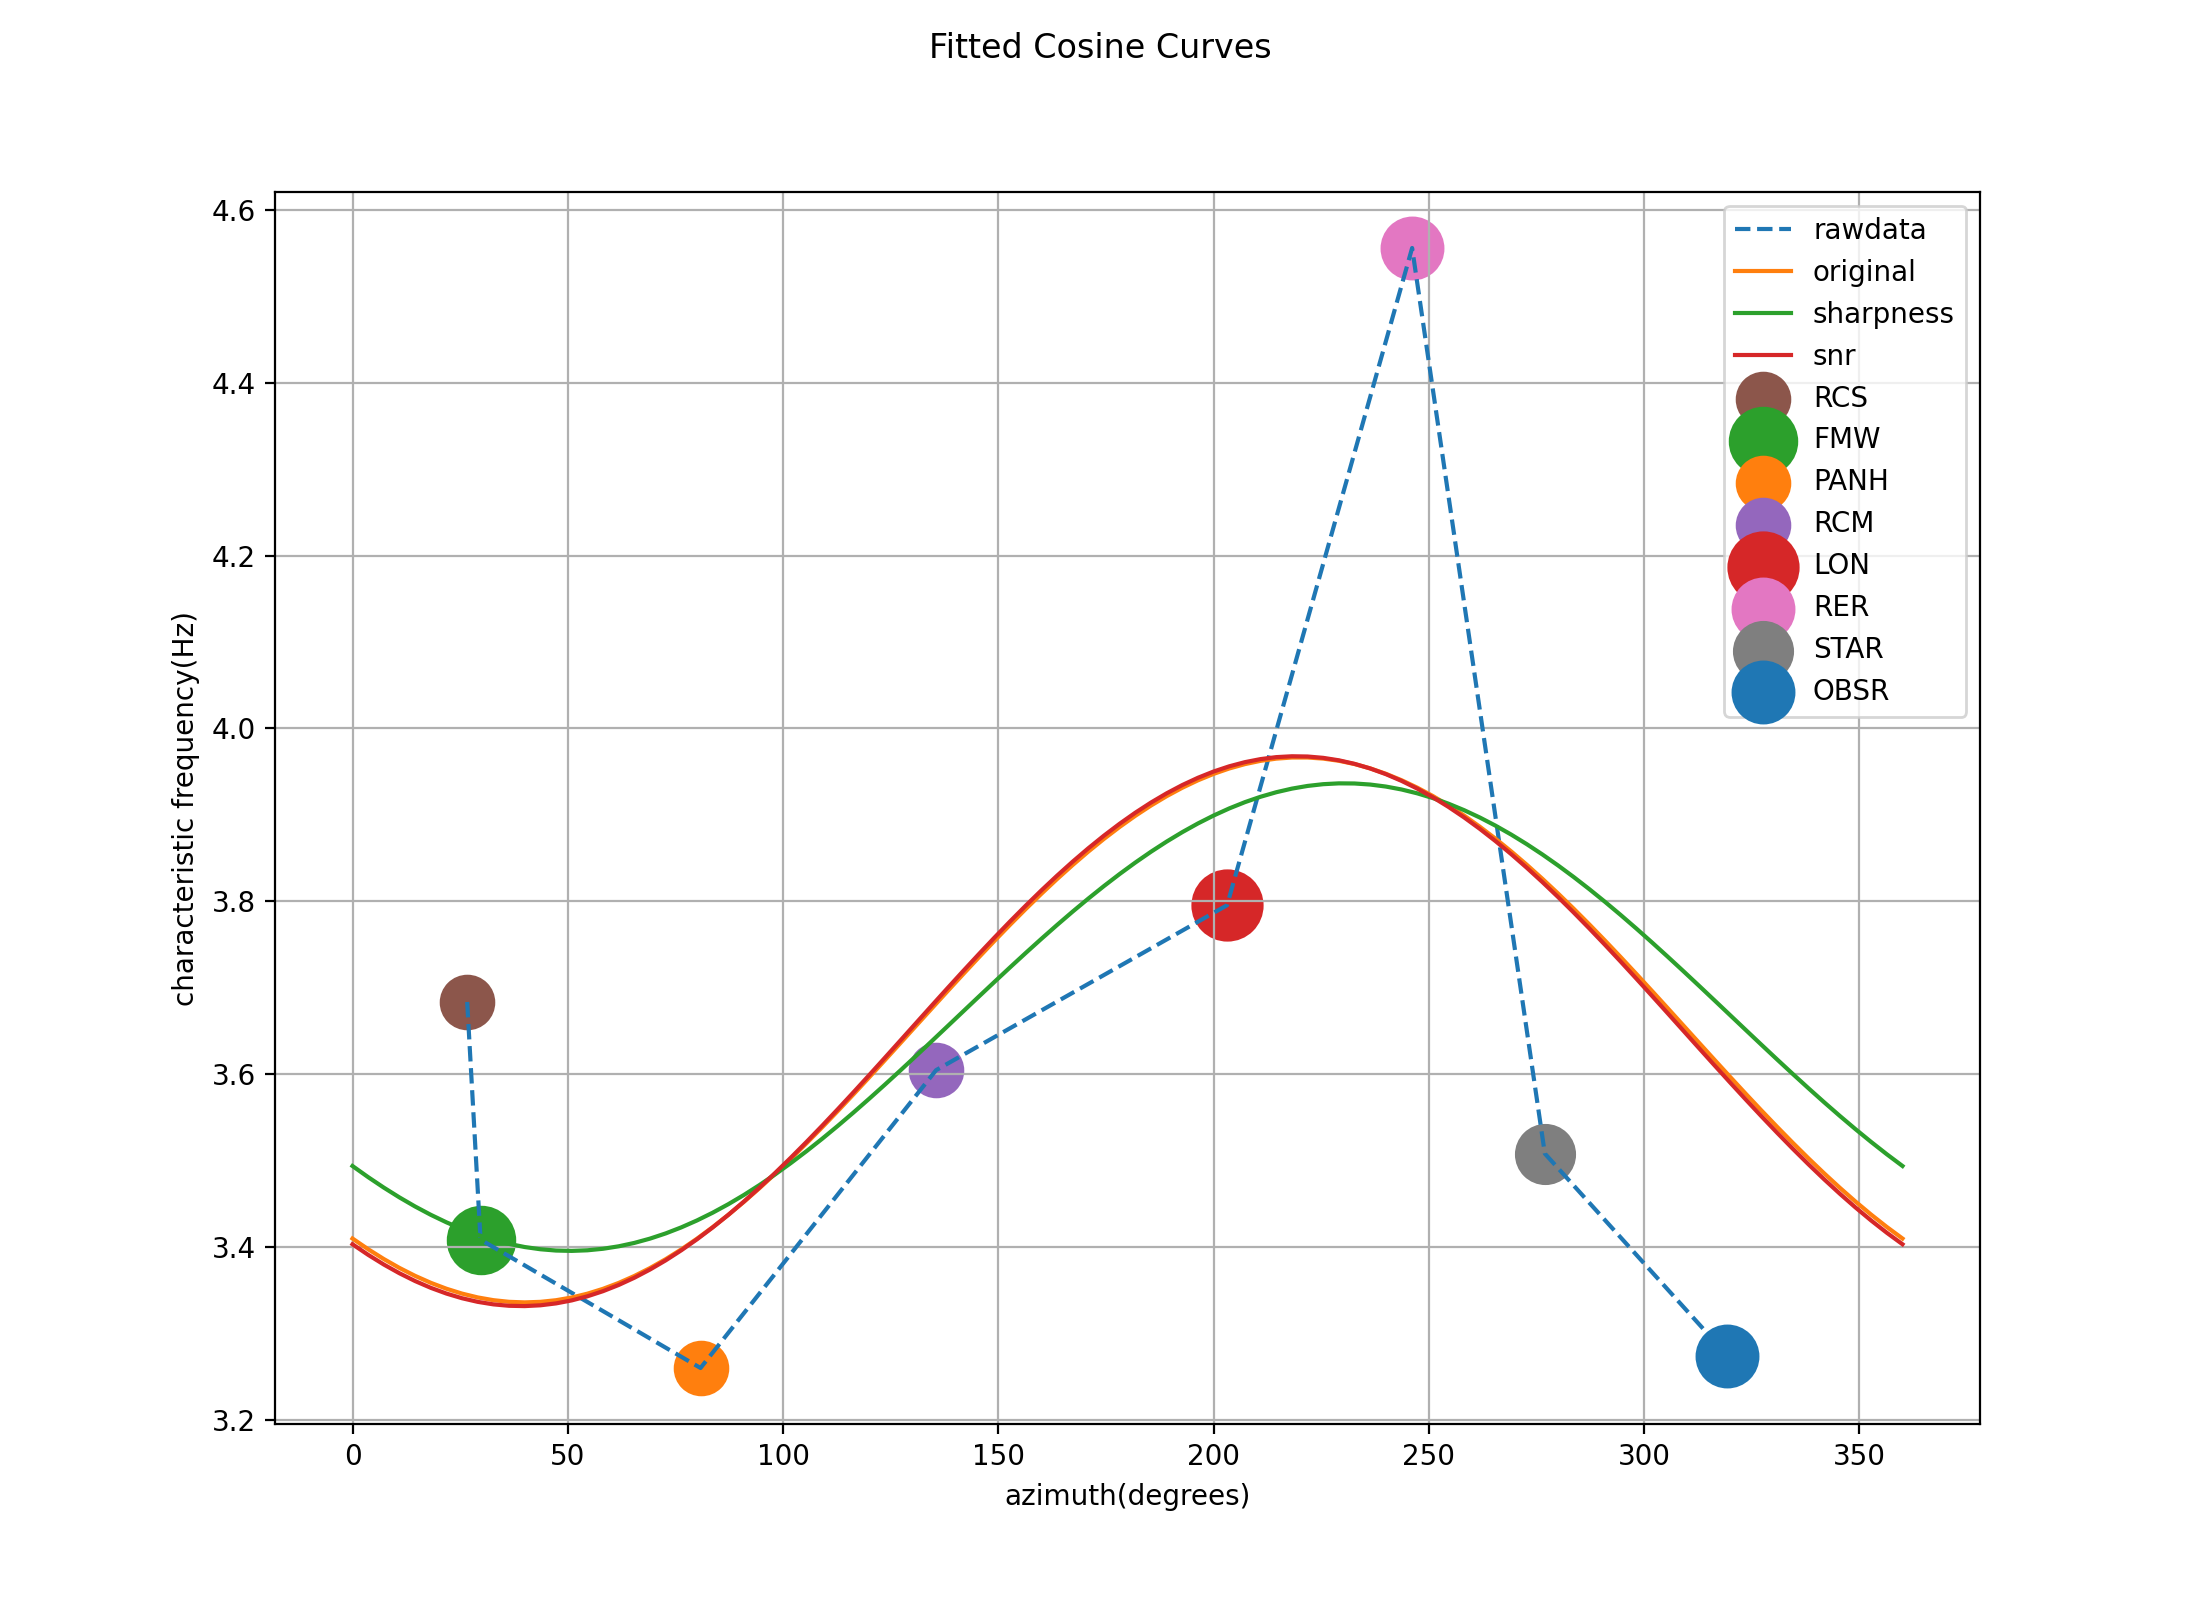 Fitted Cosine Curves
4.6
4.4
4.2
4.0
3.8
3.6
3.4
3.2
characteristic frequency(Hz)
0 50 100 150 200 250 300 350
azimuth(degrees)
rawdata
original
sharpness
snr
RCS
FMW
PANH
RCM
LON
RER
STAR
OBSR